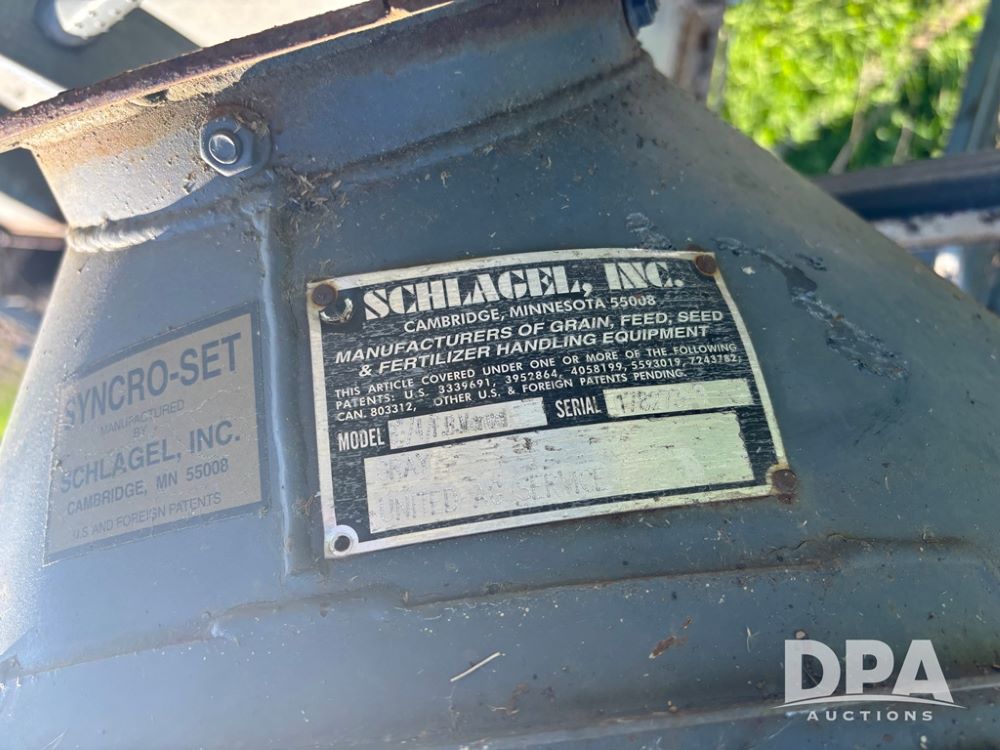 SCHLAGEL, INC.
CAMBRIDGE, MINNESOTA 55008
MANUFACTURERS OF GRAIN, FEED, SEED
& FERTILIZER HANDLING EQUIPMENT
THIS ARTICLE COVERED UNDER ONE OR MORE OF THE FOLLOWING
PATENTS: U.S. 3339691, 3952864, 4058199, 5593019, 7243782,
CAN. 803312, OTHER U.S. & FOREIGN PATENTS PENDING.
MODEL
SERIAL
UNITED AG SERVICE
SYNCRO-SET
MANUFACTURED
BY
SCHLAGEL, INC.
CAMBRIDGE, MN 55008
U.S AND FOREIGN PATENTS
DPA
AUCTIONS